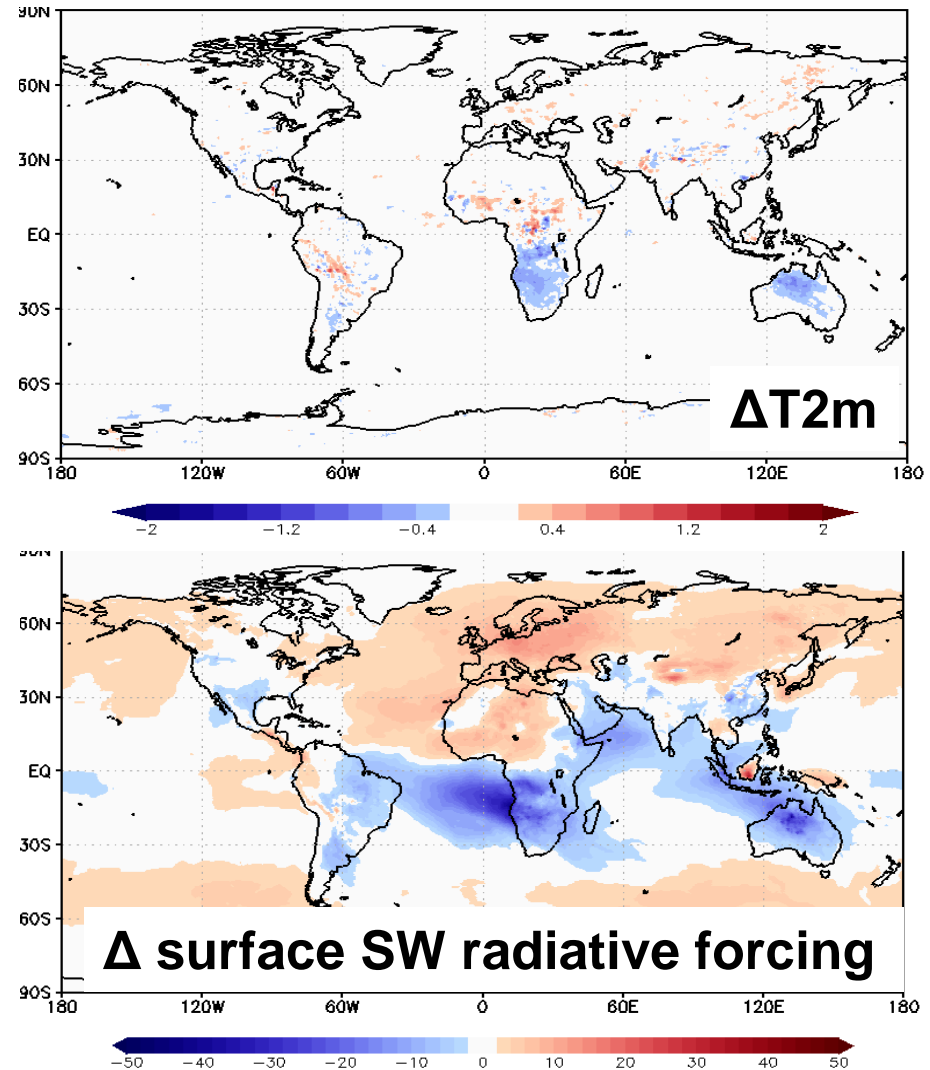 90N
60N
30N
EQ
30S
60S
ΔT2m
90S
180 120W 60W 0 60E 120E 180
−2 −1.2 −0.4 0.4 1.2 2
90N
60N
30N
EQ
30S
60S
Δ surface SW radiative forcing
90S
180 120W 60W 0 60E 120E 180
−50 −40 −30 −20 −10 0 10 20 30 40 50